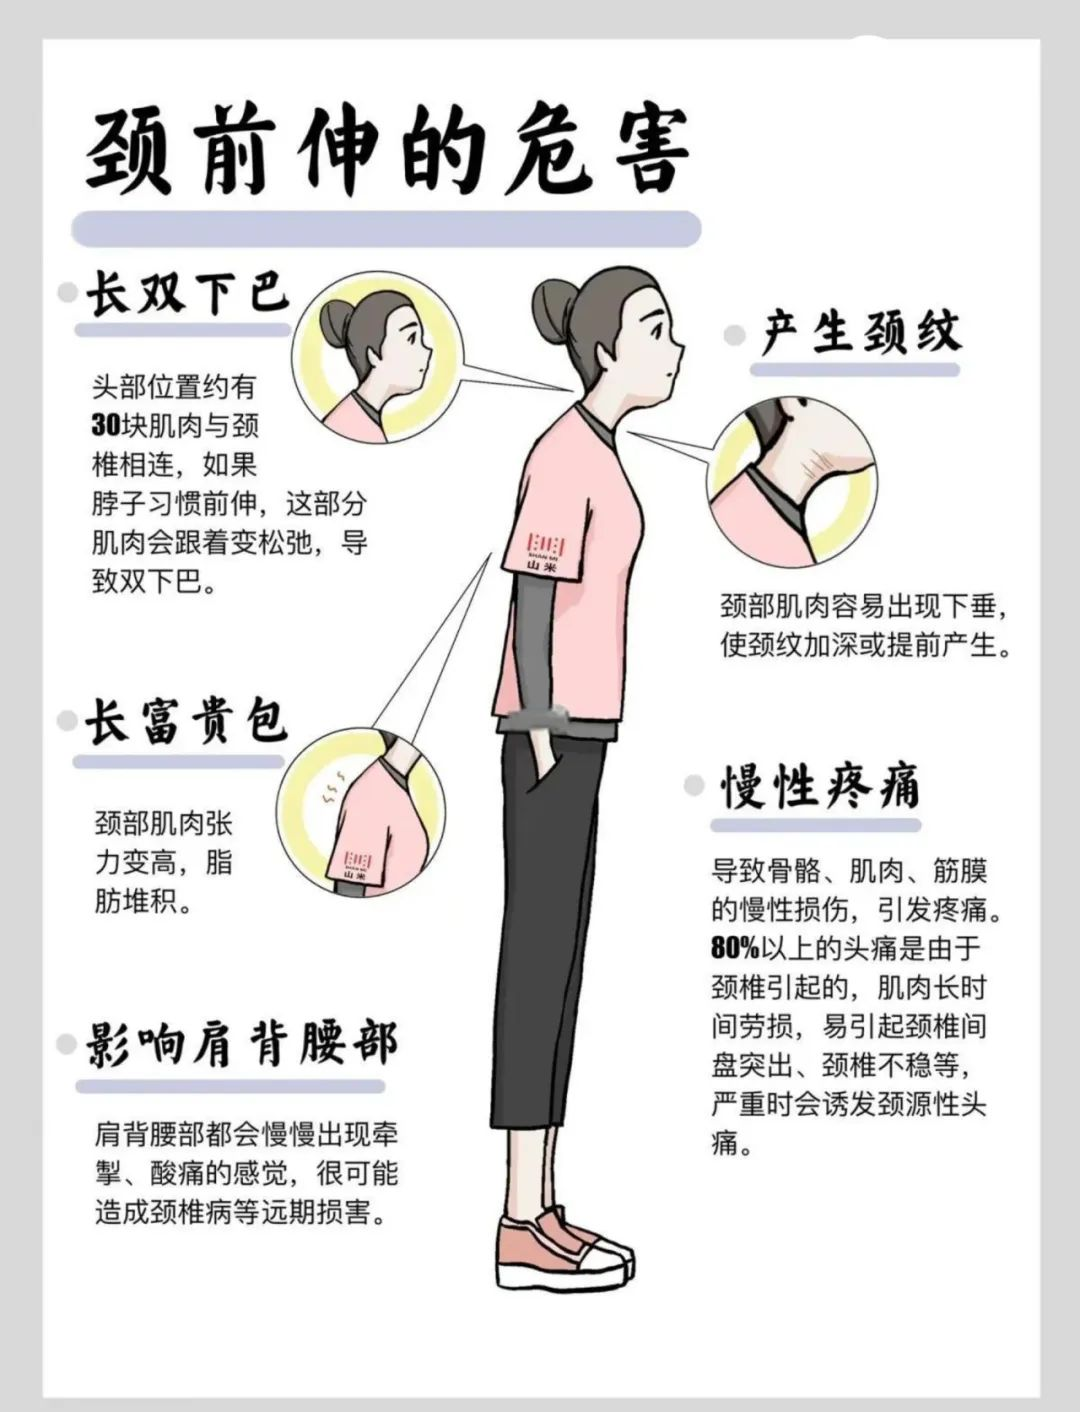 颈前伸的危害
长双下巴
头部位置约有
30块肌肉与颈
椎相连，如果
脖子习惯前伸，这部分
肌肉会跟着变松弛，导
致双下巴。
产生颈纹
颈部肌肉容易出现下垂，
使颈纹加深或提前产生。
SHAN MI
山米
长富贵包
颈部肌肉张
力变高，脂
肪堆积。
SHAN MI
山米
慢性疼痛
导致骨骼、肌肉、筋膜
的慢性损伤，引发疼痛。
80%以上的头痛是由于
颈椎引起的，肌肉长时
间劳损，易引起颈椎间
盘突出、颈椎不稳等，
严重时会诱发颈源性头
痛。
影响肩背腰部
肩背腰部都会慢慢出现牵
掣、酸痛的感觉，很可能
造成颈椎病等远期损害。